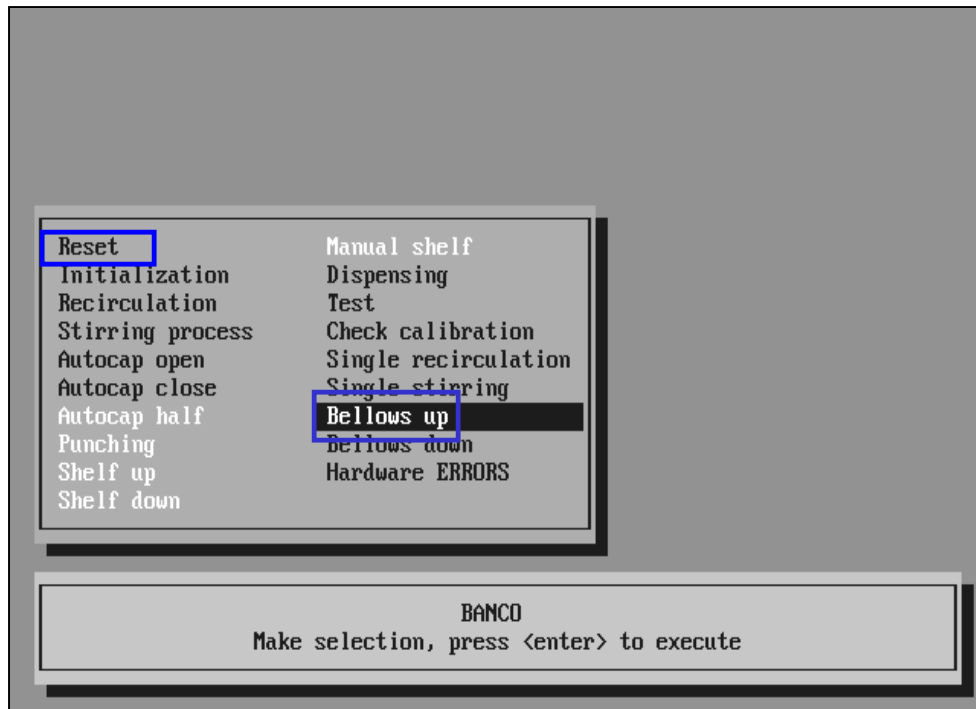 Reset
Initialization
Recirculation
Stirring process
Autocap open
Autocap close
Autocap half
Punching
Shelf up
Shelf down
Manual shelf
Dispensing
Test
Check calibration
Single recirculation
Single stirring
Bellows up
Bellows down
Hardware ERRORS
BANCO
Make selection, press <enter> to execute